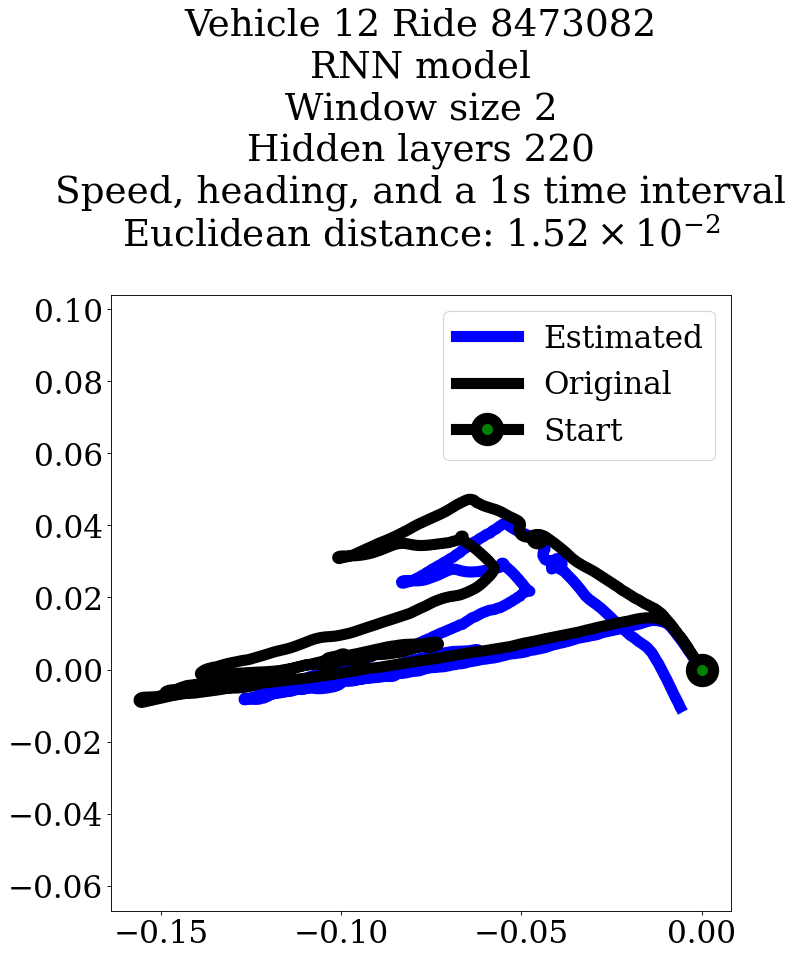 Vehicle 12 Ride 8473082
RNN model
Window size 2
Hidden layers 220
Speed, heading, and a 1s time interval
Euclidean distance: 1.52 × 10⁻²
Estimated
Original
Start
0.10
0.08
0.06
0.04
0.02
0.00
−0.02
−0.04
−0.06
−0.15 −0.10 −0.05 0.00